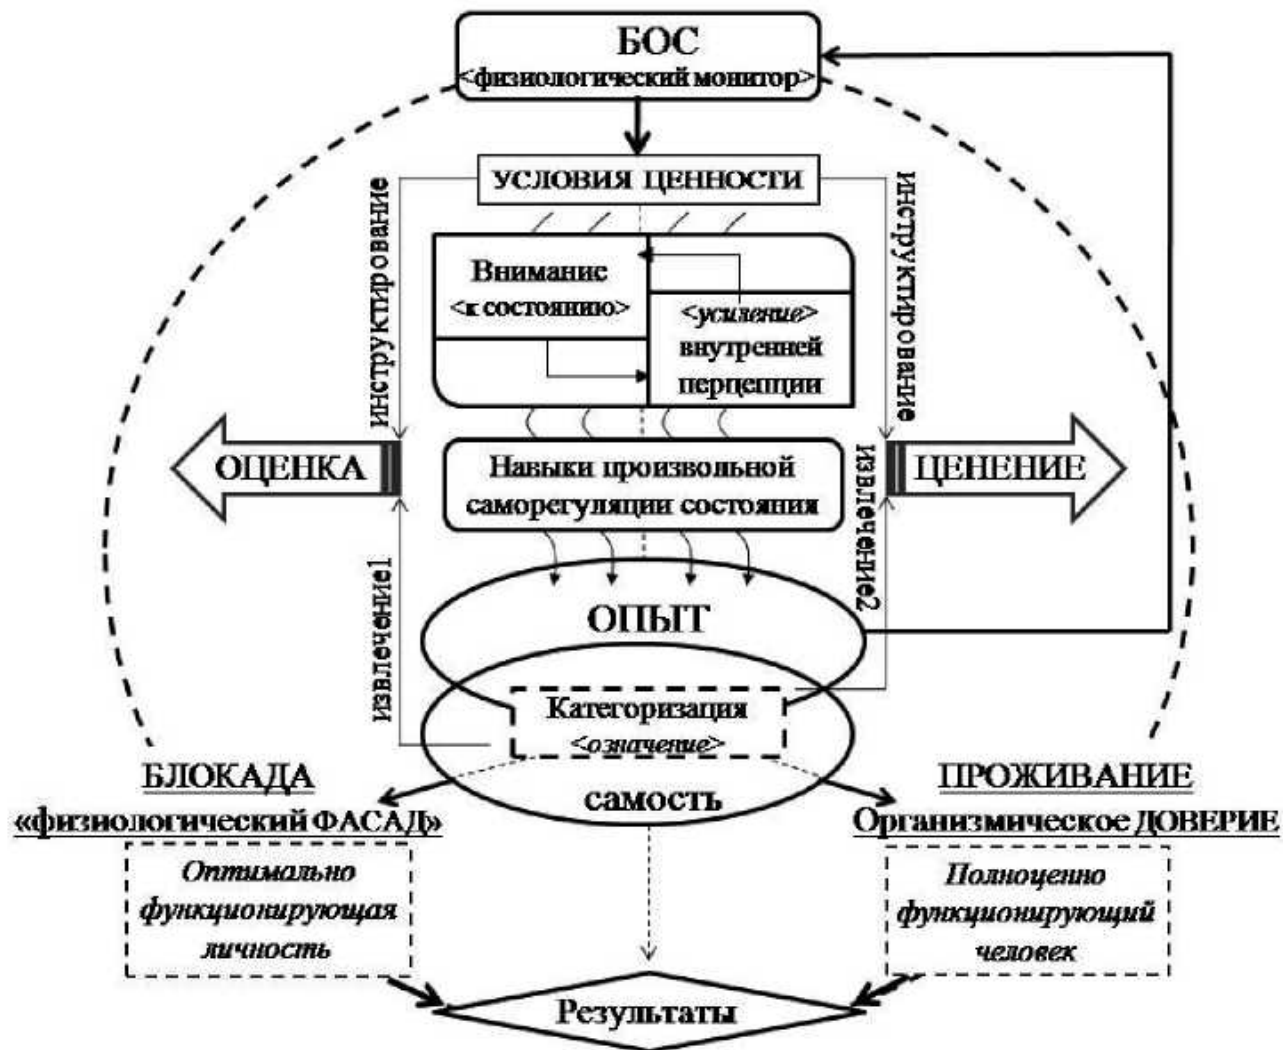 БОС
<физиологический монитор>
УСЛОВИЯ ЦЕННОСТИ
инструктирование
инструктирование
Внимание
<к состоянию>
<усиление>
внутренней
перцепции
ОЦЕНКА
Навыки произвольной
саморегуляции состояния
ЦЕНЕНИЕ
извлечение1
извлечение2
ОПЫТ
Категоризация
<означение>
самость
БЛОКАДА
«физиологический ФАСАД»
Оптимально
функционирующая
личность
ПРОЖИВАНИЕ
Организмическое ДОВЕРИЕ
Полноценно
функционирующий
человек
Результаты